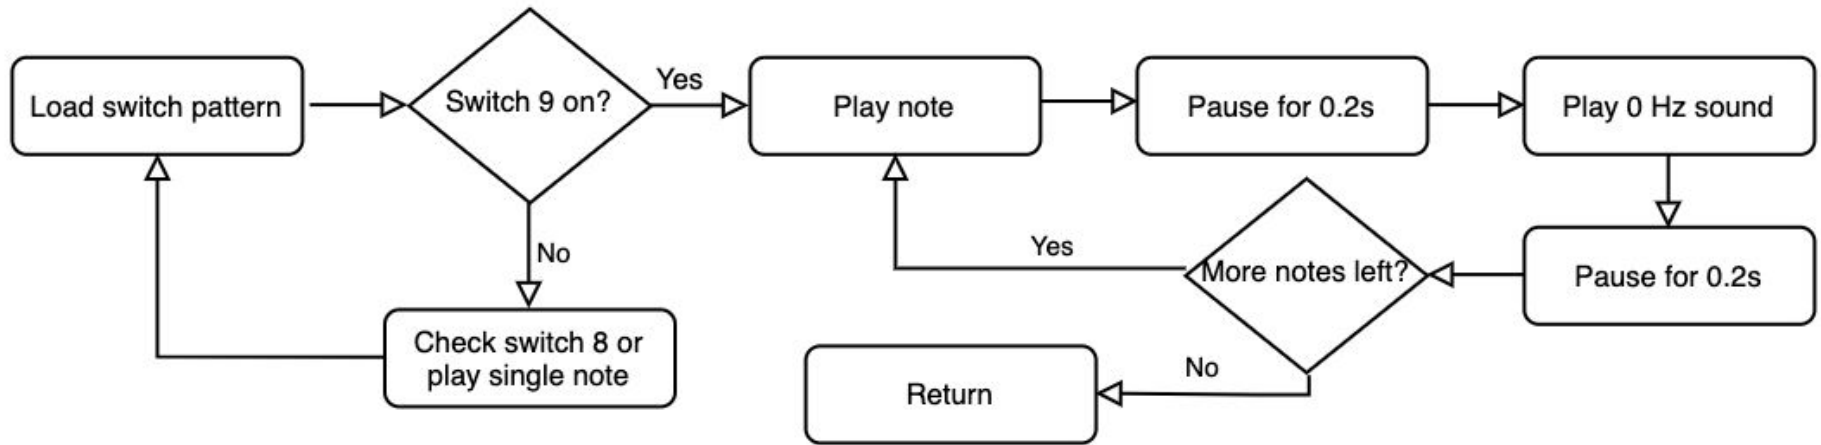 Load switch pattern
Switch 9 on?
Yes
Play note
Pause for 0.2s
Play 0 Hz sound
No
Yes
More notes left?
Pause for 0.2s
Check switch 8 or
play single note
No
Return